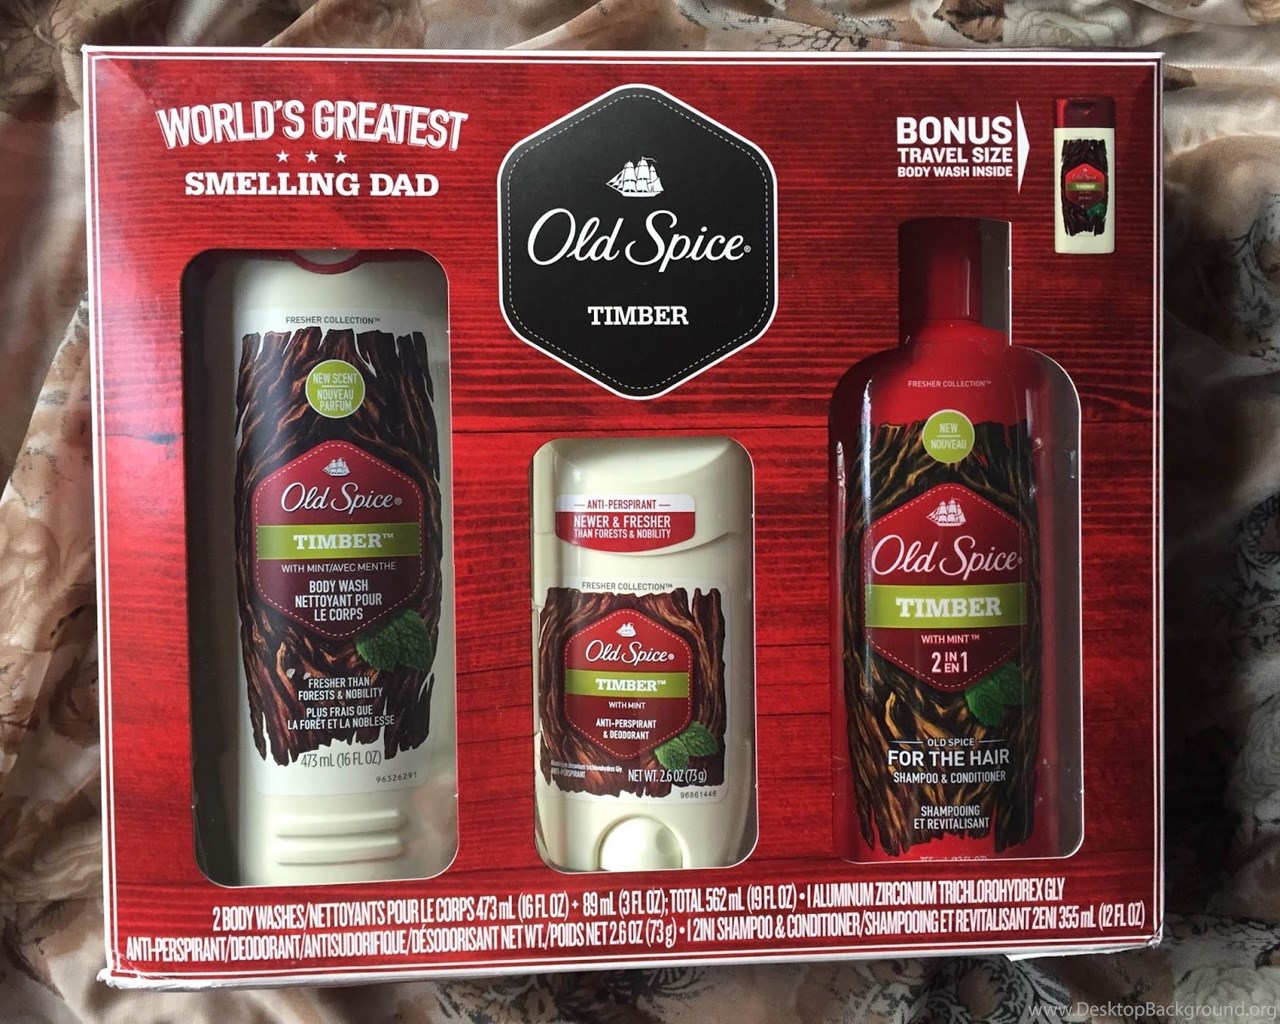 WORLD'S GREATEST
SMELLING DAD
Old Spice®
TIMBER
BONUS
TRAVEL SIZE
BODY WASH INSIDE
Old Spice
TIMBER
FRESHER COLLECTION™
NEW SCENT
NOUVEAU
PARFUM
Old Spice®
TIMBER™
WITH MINT/AVEC MENTHE
BODY WASH
NETTOYANT POUR
LE CORPS
FRESHER THAN
FORESTS & NOBILITY
PLUS FRAIS QUE
LA FORÊT ET LA NOBLESSE
473 mL (16 FL OZ)
96326291
ANTI-PERSPIRANT
NEWER & FRESHER
THAN FORESTS & NOBILITY
FRESHER COLLECTION™
Old Spice®
TIMBER™
WITH MINT
ANTI-PERSPIRANT
& DEODORANT
ANTI-PERSPIRANT
NET WT. 2.6 OZ (73 g)
96861446
FRESHER COLLECTION™
NEW
NOUVEAU
Old Spice®
TIMBER
WITH MINT™
2 IN 1
EN
OLD SPICE
FOR THE HAIR
SHAMPOO & CONDITIONER
SHAMPOOING
ET REVITALISANT
2 BODY WASHES/NETTOYANTS POUR LE CORPS 473 mL (16 FL OZ) + 89 mL (3 FL OZ); TOTAL 562 mL (19 FL OZ) • 1 ALUMINUM ZIRCONIUM TRICHLOROHYDREX GLY
ANTI-PERSPIRANT/DEODORANT/ANTISUDORIFIQUE/DÉSODORISANT NET WT./POIDS NET 2.6 OZ (73 g) • 1 2IN1 SHAMPOO & CONDITIONER/SHAMPOOING ET REVITALISANT 2EN1 355 mL (12 FL OZ)
www.DesktopBackground.org